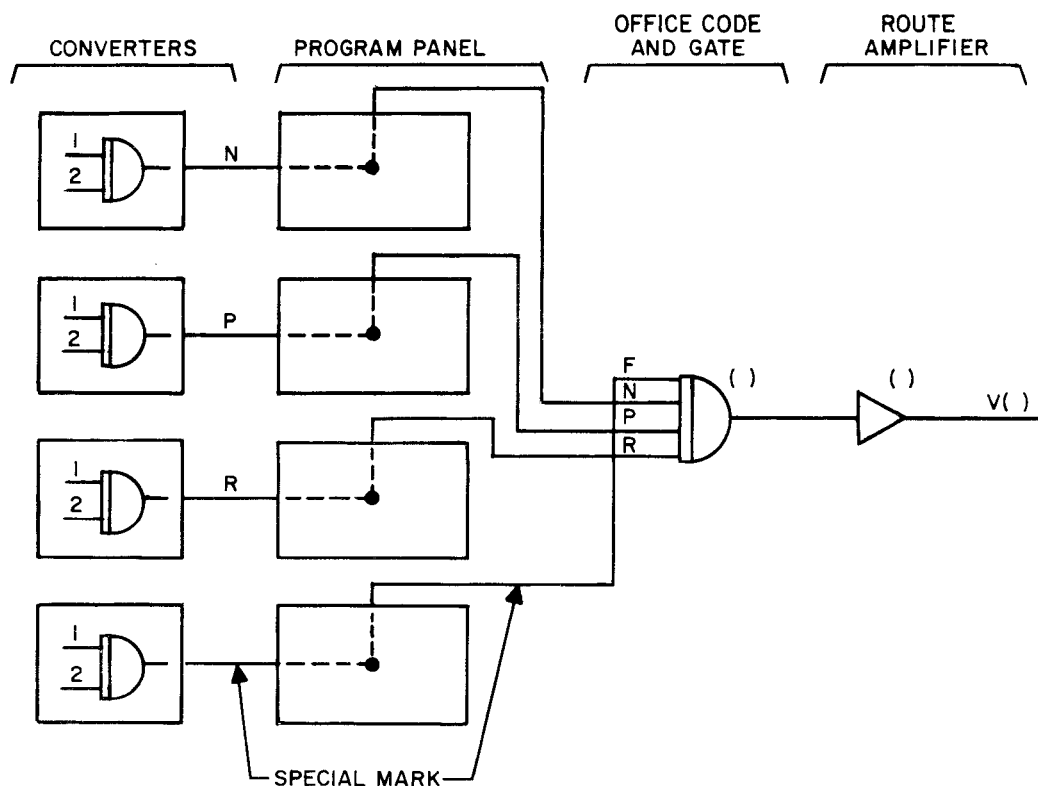 CONVERTERS
PROGRAM PANEL
OFFICE CODE
AND GATE
ROUTE
AMPLIFIER
1
2
N
1
2
P
1
2
R
1
2
F
N
P
R
( )
( )
V( )
SPECIAL MARK